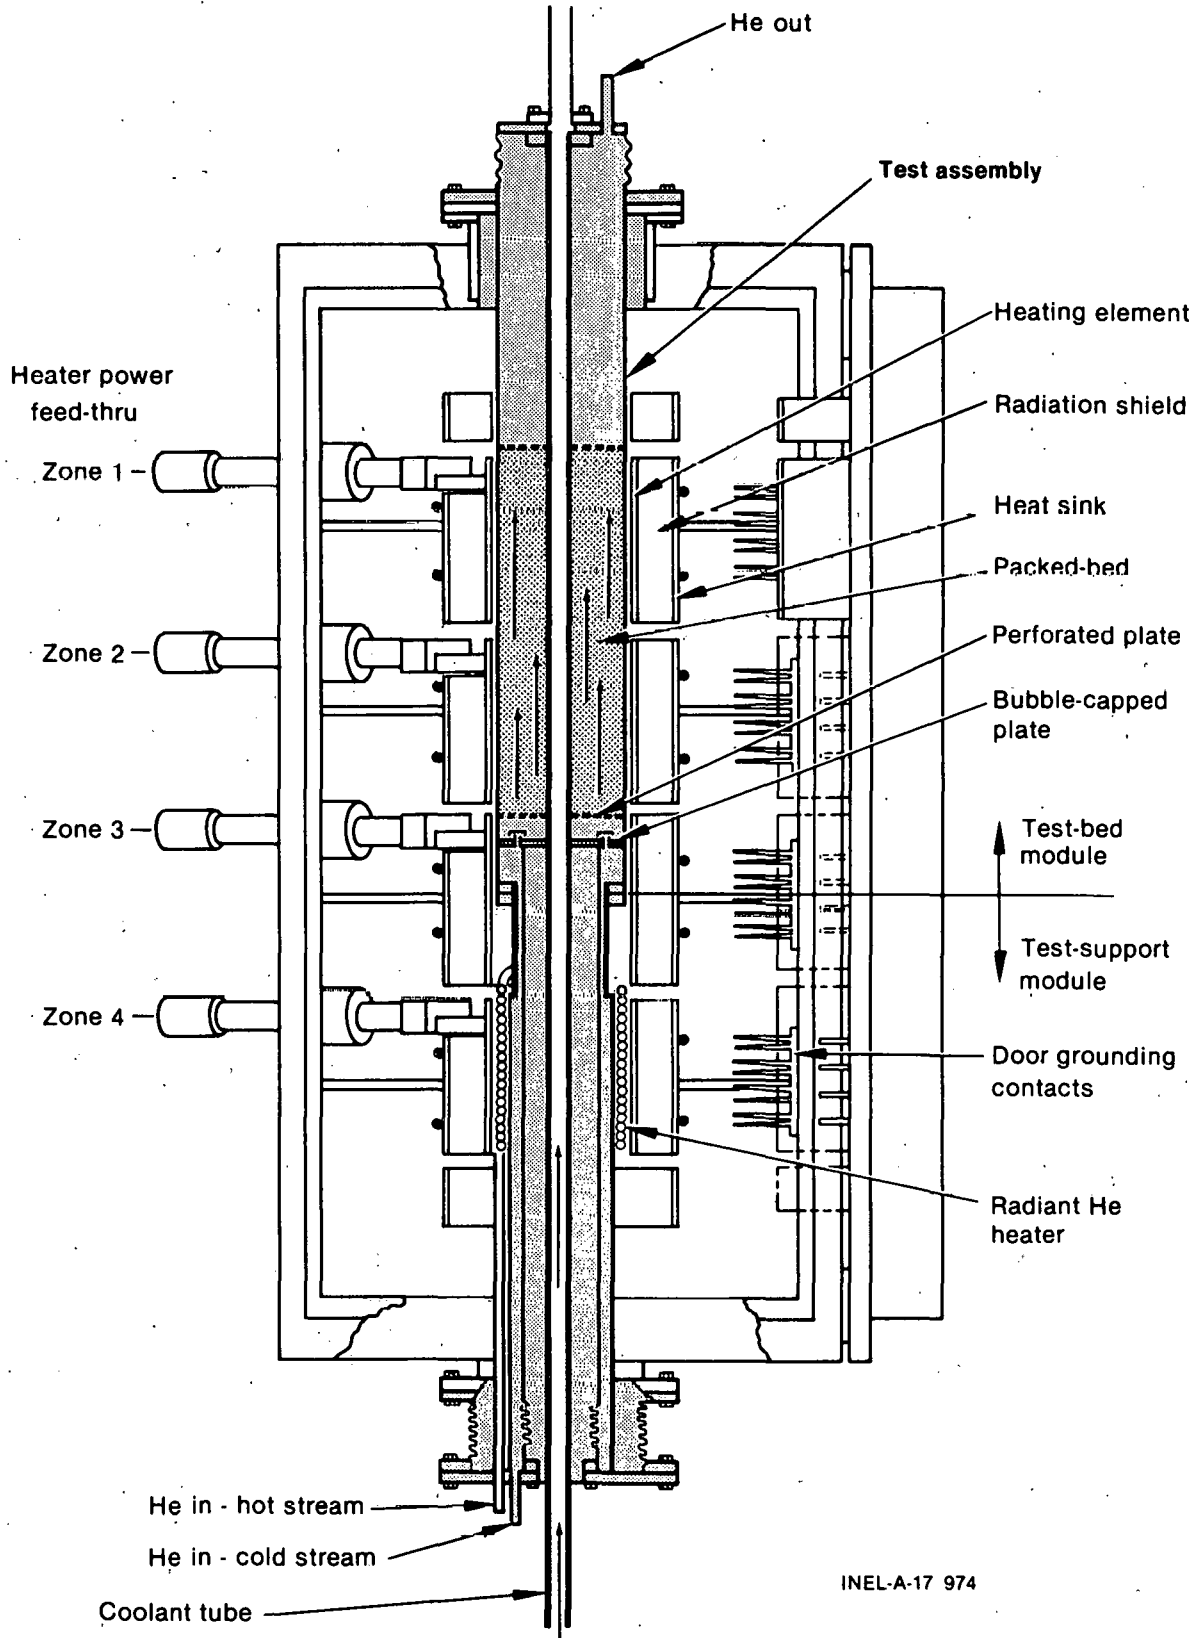 He out
Test assembly
Heating element
Heater power
feed-thru
Radiation shield
Zone 1
Heat sink
Packed-bed
Perforated plate
Zone 2
Bubble-capped
plate
Zone 3
Test-bed
module
Test-support
module
Zone 4
Door grounding
contacts
Radiant He
heater
He in - hot stream
He in - cold stream
INEL-A-17 974
Coolant tube